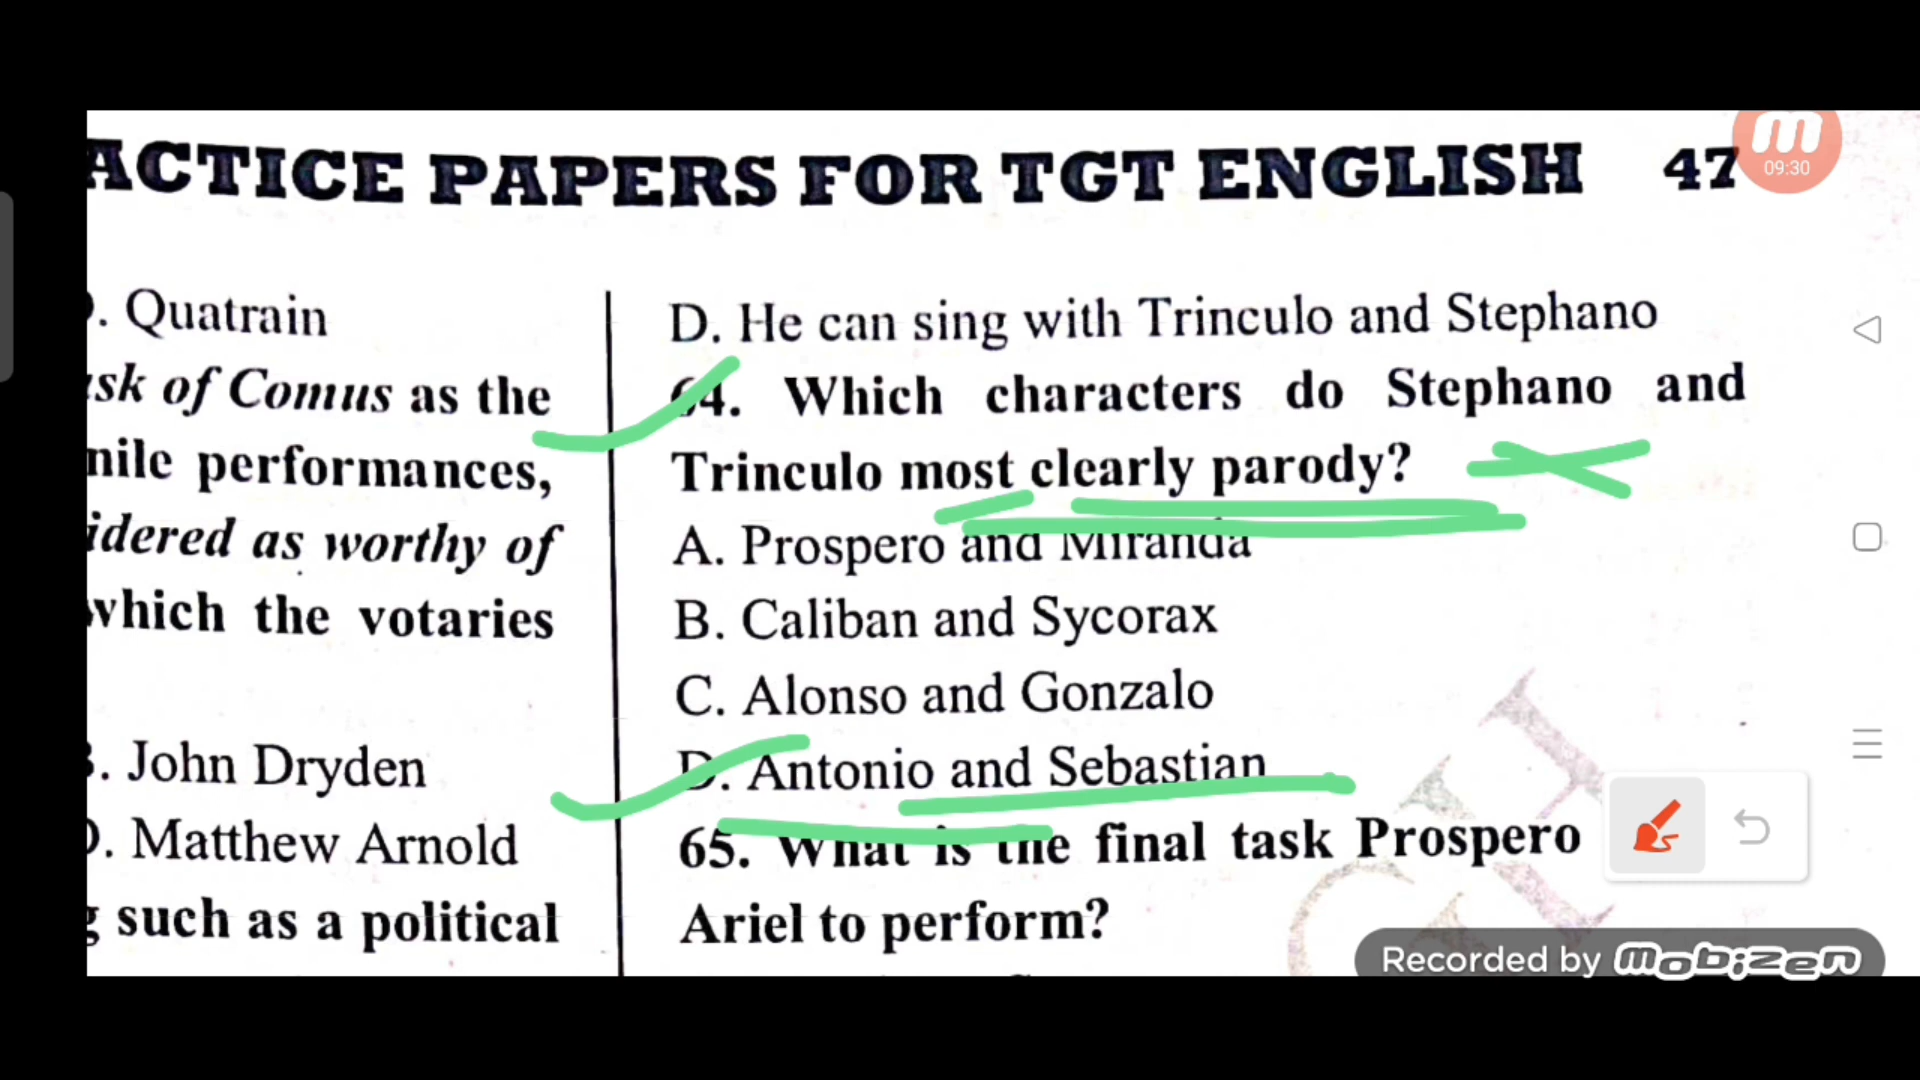 ACTICE PAPERS FOR TGT ENGLISH 47
09:30
. Quatrain
sk of Comus as the
nile performances,
idered as worthy of
which the votaries
. John Dryden
. Matthew Arnold
such as a political
D. He can sing with Trinculo and Stephano
64. Which characters do Stephano and
Trinculo most clearly parody?
A. Prospero and Miranda
B. Caliban and Sycorax
C. Alonso and Gonzalo
D. Antonio and Sebastian
65. What is the final task Prospero
Ariel to perform?
Recorded by mobizen